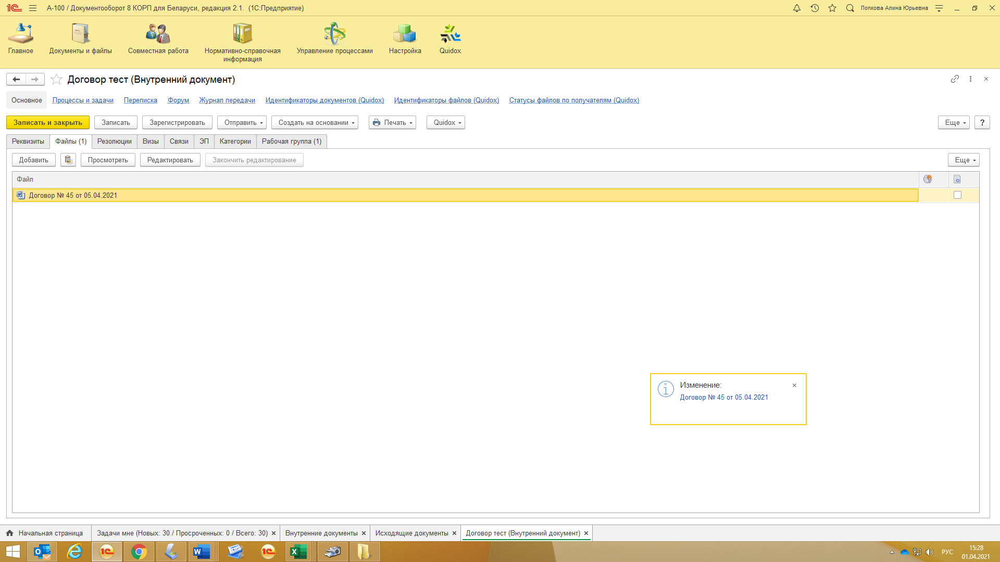 1С А-100 / Документооборот 8 КОРП для Беларуси, редакция 2.1. (1С:Предприятие) Попкова Алина Юрьевна
Главное
Документы и файлы
Совместная работа
Нормативно-справочная
информация
Управление процессами
Настройка
Quidox
Договор тест (Внутренний документ)
Основное Процессы и задачи Переписка Форум Журнал передачи Идентификаторы документов (Quidox) Идентификаторы файлов (Quidox) Статусы файлов по получателям (Quidox)
Записать и закрыть Записать Зарегистрировать Отправить Создать на основании Печать Quidox Еще ?
Реквизиты Файлы (1) Резолюции Визы Связи ЭП Категории Рабочая группа (1)
Добавить Просмотреть Редактировать Закончить редактирование Еще
Файл
Договор № 45 от 05.04.2021
Изменение:
Договор № 45 от 05.04.2021
Начальная страница Задачи мне (Новых: 30 / Просроченных: 0 / Всего: 30) Внутренние документы Исходящие документы Договор тест (Внутренний документ)
РУС
15:28
01.04.2021